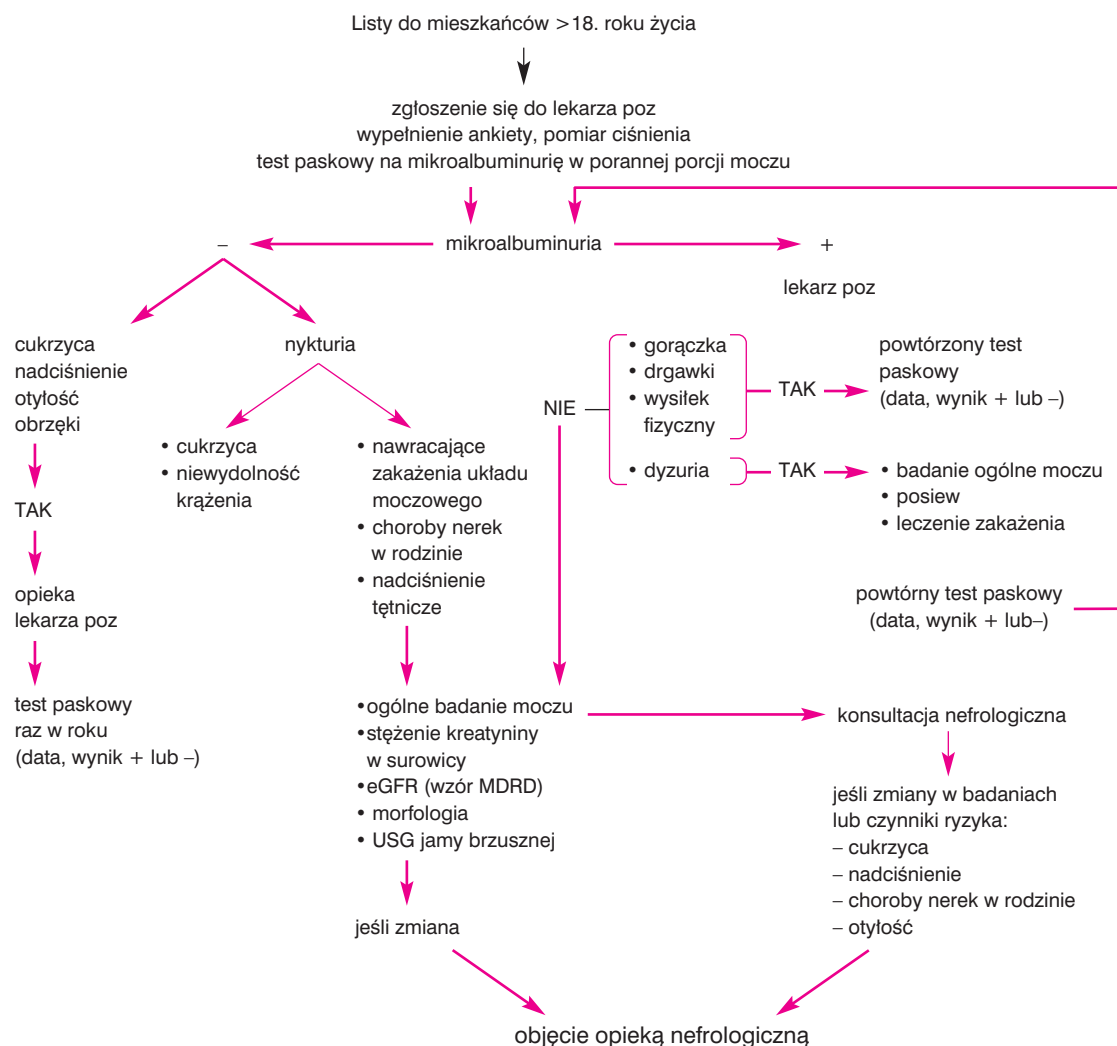 Listy do mieszkańców >18. roku życia
zgłoszenie się do lekarza poz
wypełnienie ankiety, pomiar ciśnienia
test paskowy na mikroalbuminurię w porannej porcji moczu
–
mikroalbuminuria
+
lekarz poz
cukrzyca
nadciśnienie
otyłość
obrzęki
TAK
opieka
lekarza poz
test paskowy
raz w roku
(data, wynik + lub –)
nykturia
• cukrzyca
• niewydolność
krążenia
• nawracające
zakażenia układu
moczowego
• choroby nerek
w rodzinie
• nadciśnienie
tętnicze
NIE
• gorączka
• drgawki
• wysiłek
fizyczny
TAK
powtórzony test
paskowy
(data, wynik + lub –)
• dyzuria
TAK
• badanie ogólne moczu
• posiew
• leczenie zakażenia
powtórny test paskowy
(data, wynik + lub–)
•ogólne badanie moczu
•stężenie kreatyniny
w surowicy
•eGFR (wzór MDRD)
• morfologia
• USG jamy brzusznej
jeśli zmiana
konsultacja nefrologiczna
jeśli zmiany w badaniach
lub czynniki ryzyka:
– cukrzyca
– nadciśnienie
– choroby nerek w rodzinie
– otyłość
objęcie opieką nefrologiczną